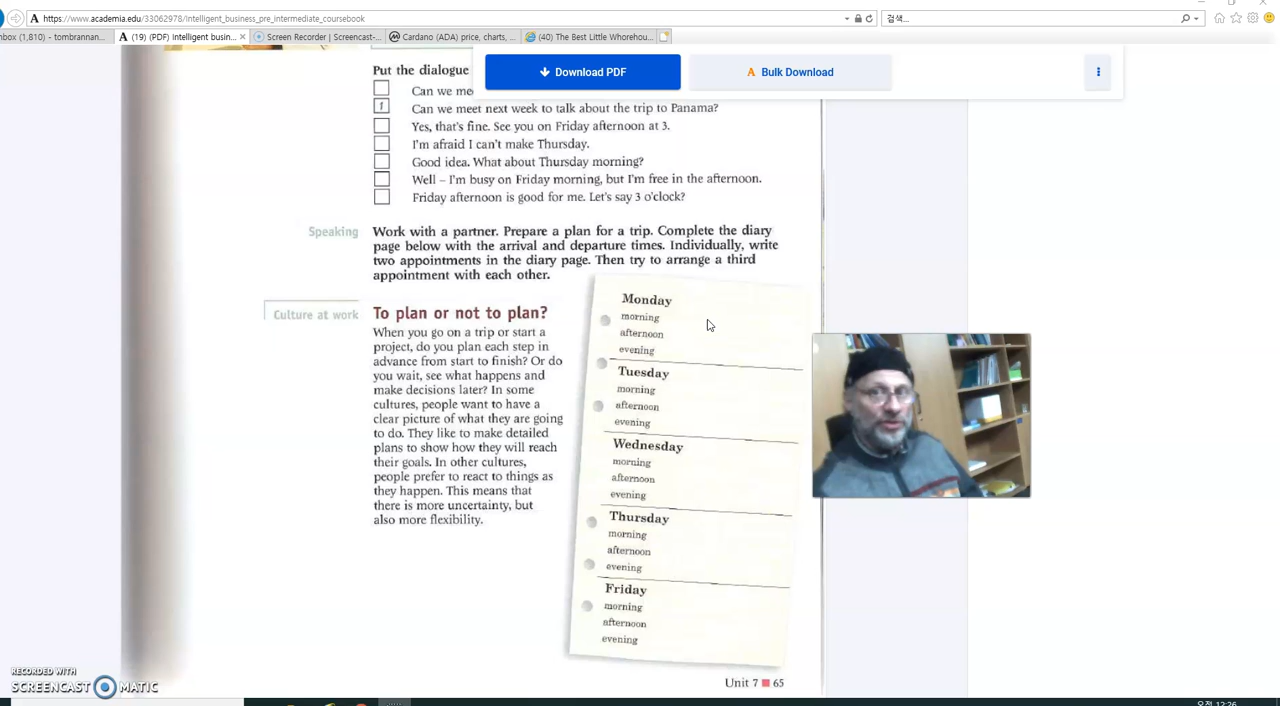 https://www.academia.edu/33062978/intelligent_business_pre_intermediate_coursebook
검색...
nbox (1,810) - tombrannan...
(19) (PDF) Intelligent busin...
Screen Recorder | Screencast-...
Cardano (ADA) price, charts, ...
(40) The Best Little Whorehou...
Download PDF
Bulk Download
Put the dialogue
Can we me
1 Can we meet next week to talk about the trip to Panama?
Yes, that's fine. See you on Friday afternoon at 3.
I'm afraid I can't make Thursday.
Good idea. What about Thursday morning?
Well – I'm busy on Friday morning, but I'm free in the afternoon.
Friday afternoon is good for me. Let's say 3 o'clock?
Speaking
Work with a partner. Prepare a plan for a trip. Complete the diary
page below with the arrival and departure times. Individually, write
two appointments in the diary page. Then try to arrange a third
appointment with each other.
Culture at work
To plan or not to plan?
When you go on a trip or start a
project, do you plan each step in
advance from start to finish? Or do
you wait, see what happens and
make decisions later? In some
cultures, people want to have a
clear picture of what they are going
to do. They like to make detailed
plans to show how they will reach
their goals. In other cultures,
people prefer to react to things as
they happen. This means that
there is more uncertainty, but
also more flexibility.
Monday
morning
afternoon
evening
Tuesday
morning
afternoon
evening
Wednesday
morning
afternoon
evening
Thursday
morning
afternoon
evening
Friday
morning
afternoon
evening
Unit 7 65
RECORDED WITH
SCREENCAST MATIC
오전 12:26